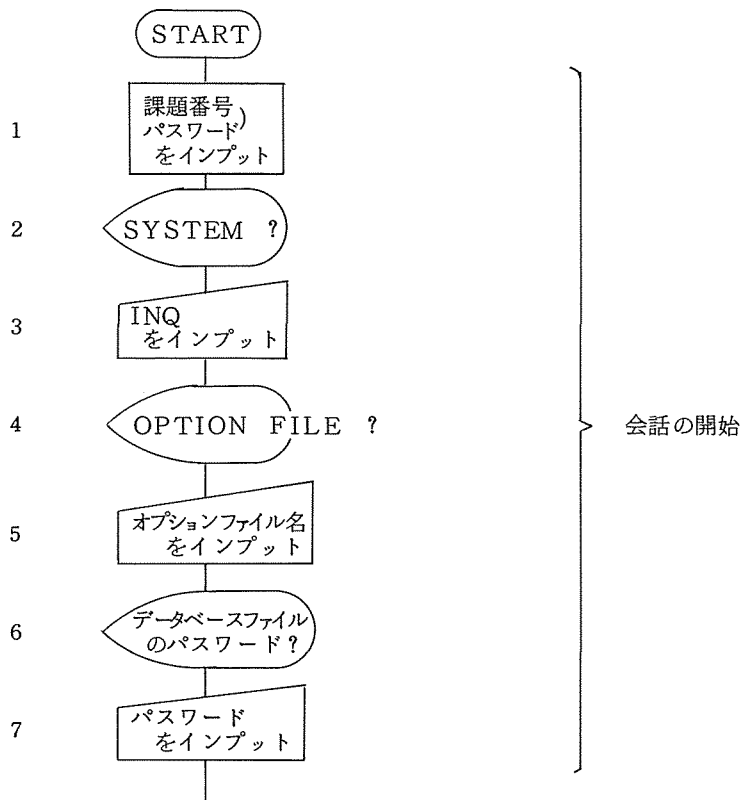 START
1
課題番号)
パスワード
をインプット
2
SYSTEM ?
3
INQ
をインプット
4
OPTION FILE ?
会話の開始
5
オプションファイル名
をインプット
6
データベースファイル
のパスワード?
7
パスワード
をインプット